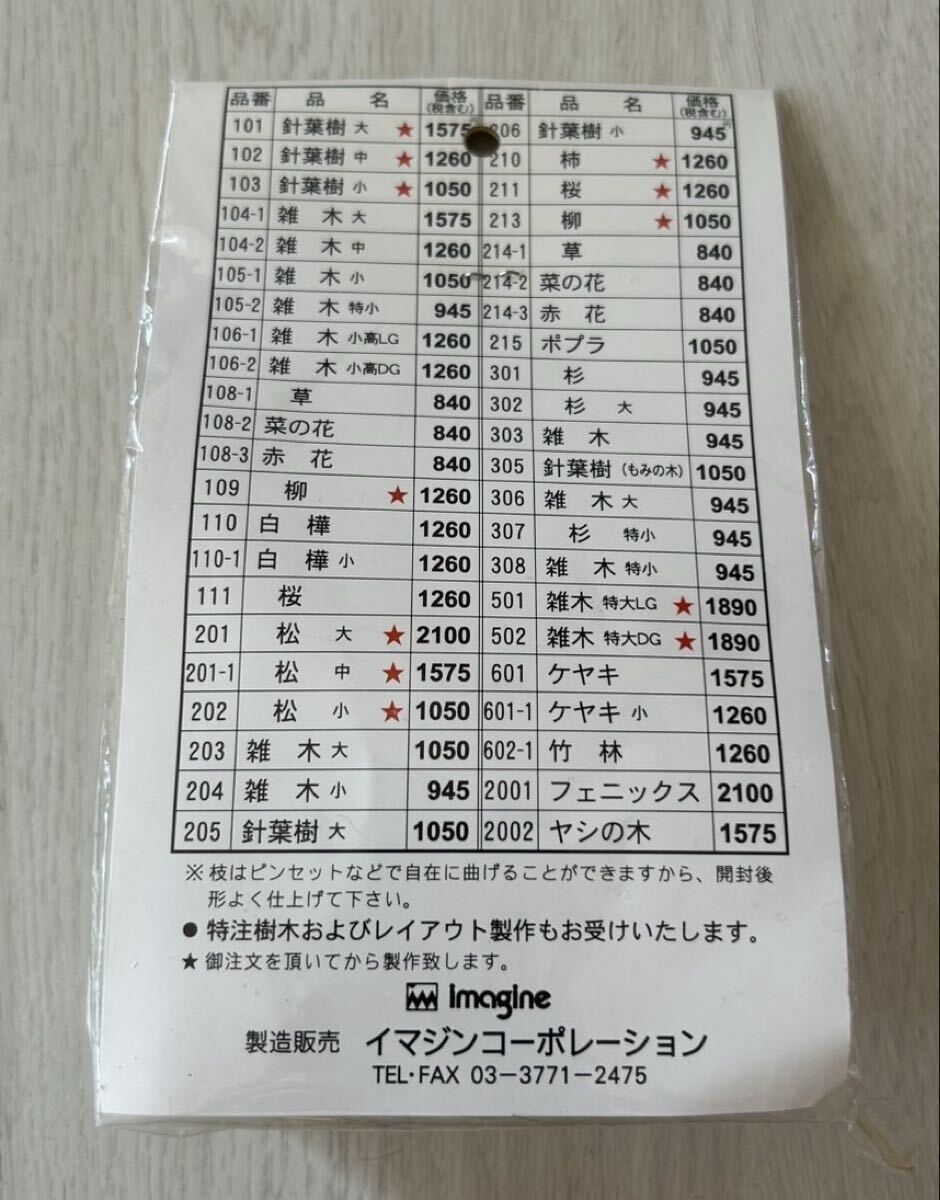 品番 品名 価格(税含む) 品番 品名 価格(税含む)
101 針葉樹 大 ★ 1575円 206 針葉樹 小 945円
102 針葉樹 中 ★ 1260 210 柿 ★ 1260
103 針葉樹 小 ★ 1050 211 桜 ★ 1260
104-1 雑木 大 1575 213 柳 ★ 1050
104-2 雑木 中 1260 214-1 草 840
105-1 雑木 小 1050 214-2 菜の花 840
105-2 雑木 特小 945 214-3 赤花 840
106-1 雑木 小高LG 1260 215 ポプラ 1050
106-2 雑木 小高DG 1260 301 杉 945
108-1 草 840 302 杉 大 945
108-2 菜の花 840 303 雑木 945
108-3 赤花 840 305 針葉樹 (もみの木) 1050
109 柳 ★ 1260 306 雑木 大 945
110 白樺 1260 307 杉 特小 945
110-1 白樺 小 1260 308 雑木 特小 945
111 桜 1260 501 雑木 特大LG ★ 1890
201 松 大 ★ 2100 502 雑木 特大DG ★ 1890
201-1 松 中 ★ 1575 601 ケヤキ 1575
202 松 小 ★ 1050 601-1 ケヤキ 小 1260
203 雑木 大 1050 602-1 竹林 1260
204 雑木 小 945 2001 フェニックス 2100
205 針葉樹 大 1050 2002 ヤシの木 1575
※枝はピンセットなどで自在に曲げることができますから、開封後
形よく仕上げて下さい。
●特注樹木およびレイアウト製作もお受けいたします。
★御注文を頂いてから製作致します。
imagine
製造販売 イマジンコーポレーション
TEL・FAX 03-3771-2475